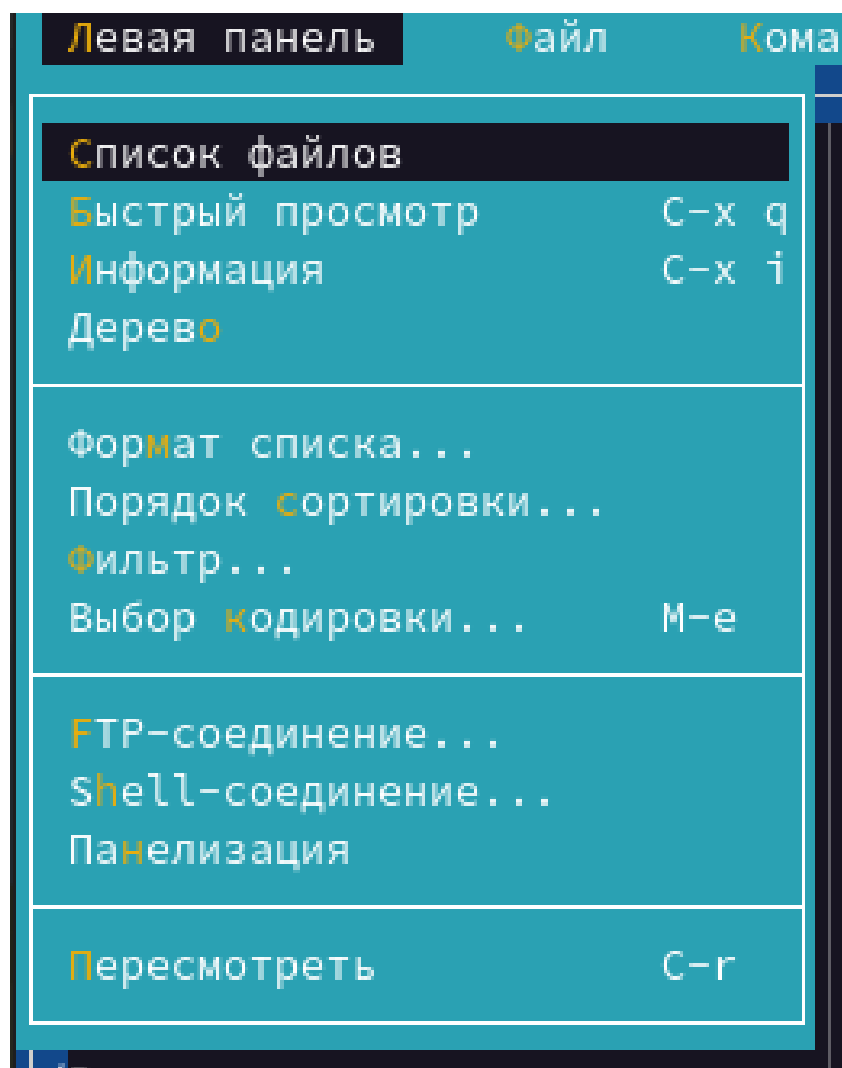 Левая панель Файл Кома
Список файлов
Быстрый просмотр C-x q
Информация C-x i
Дерево
Формат списка...
Порядок сортировки...
Фильтр...
Выбор кодировки... M-e
FTP-соединение...
Shell-соединение...
Панелизация
Пересмотреть C-r